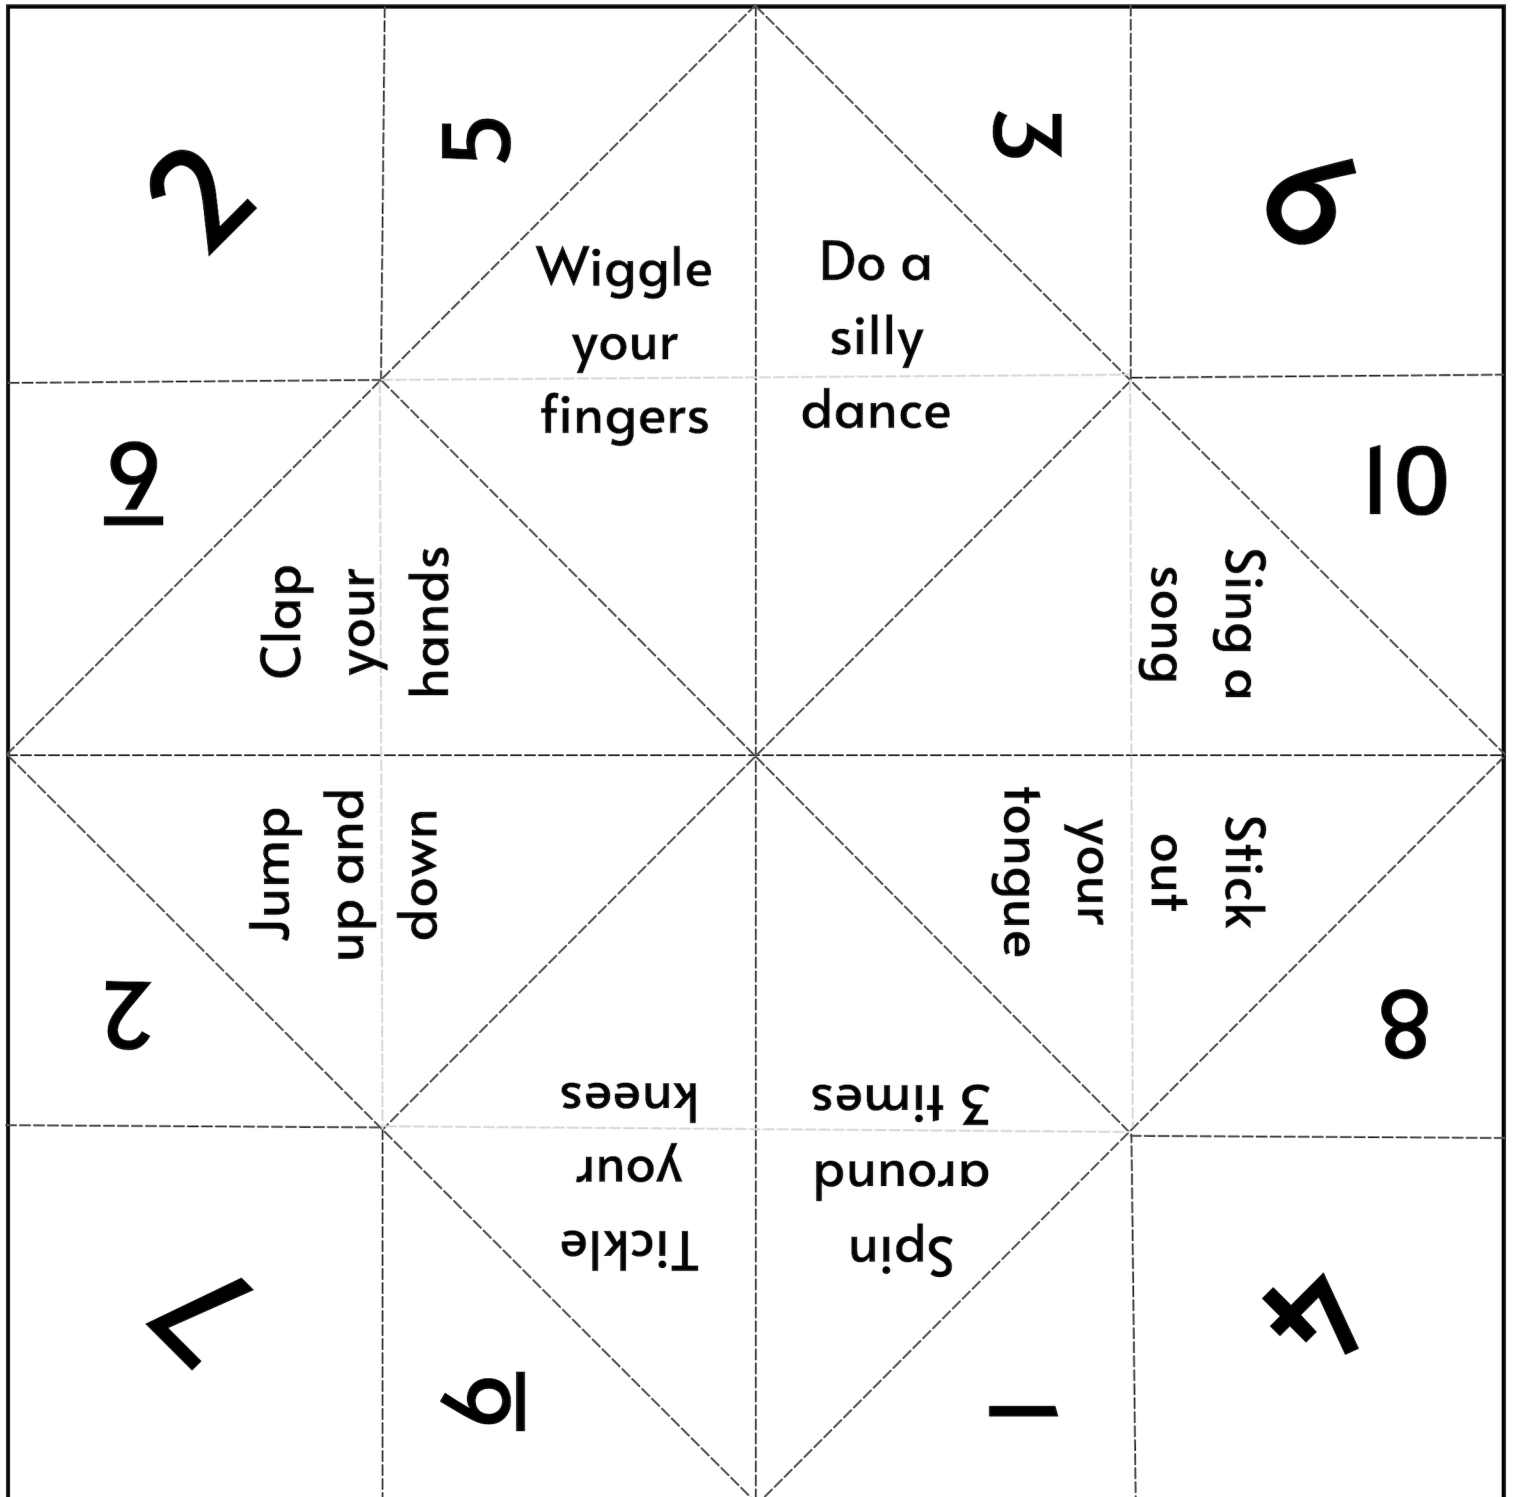 2
5
3
6
Wiggle
your
fingers
Do a
silly
dance
9
10
Clap
your
hands
Sing a
song
Jump
up and
down
Stick
out
your
tongue
2
8
Tickle
your
knees
Spin
around
3 times
7
6
1
4